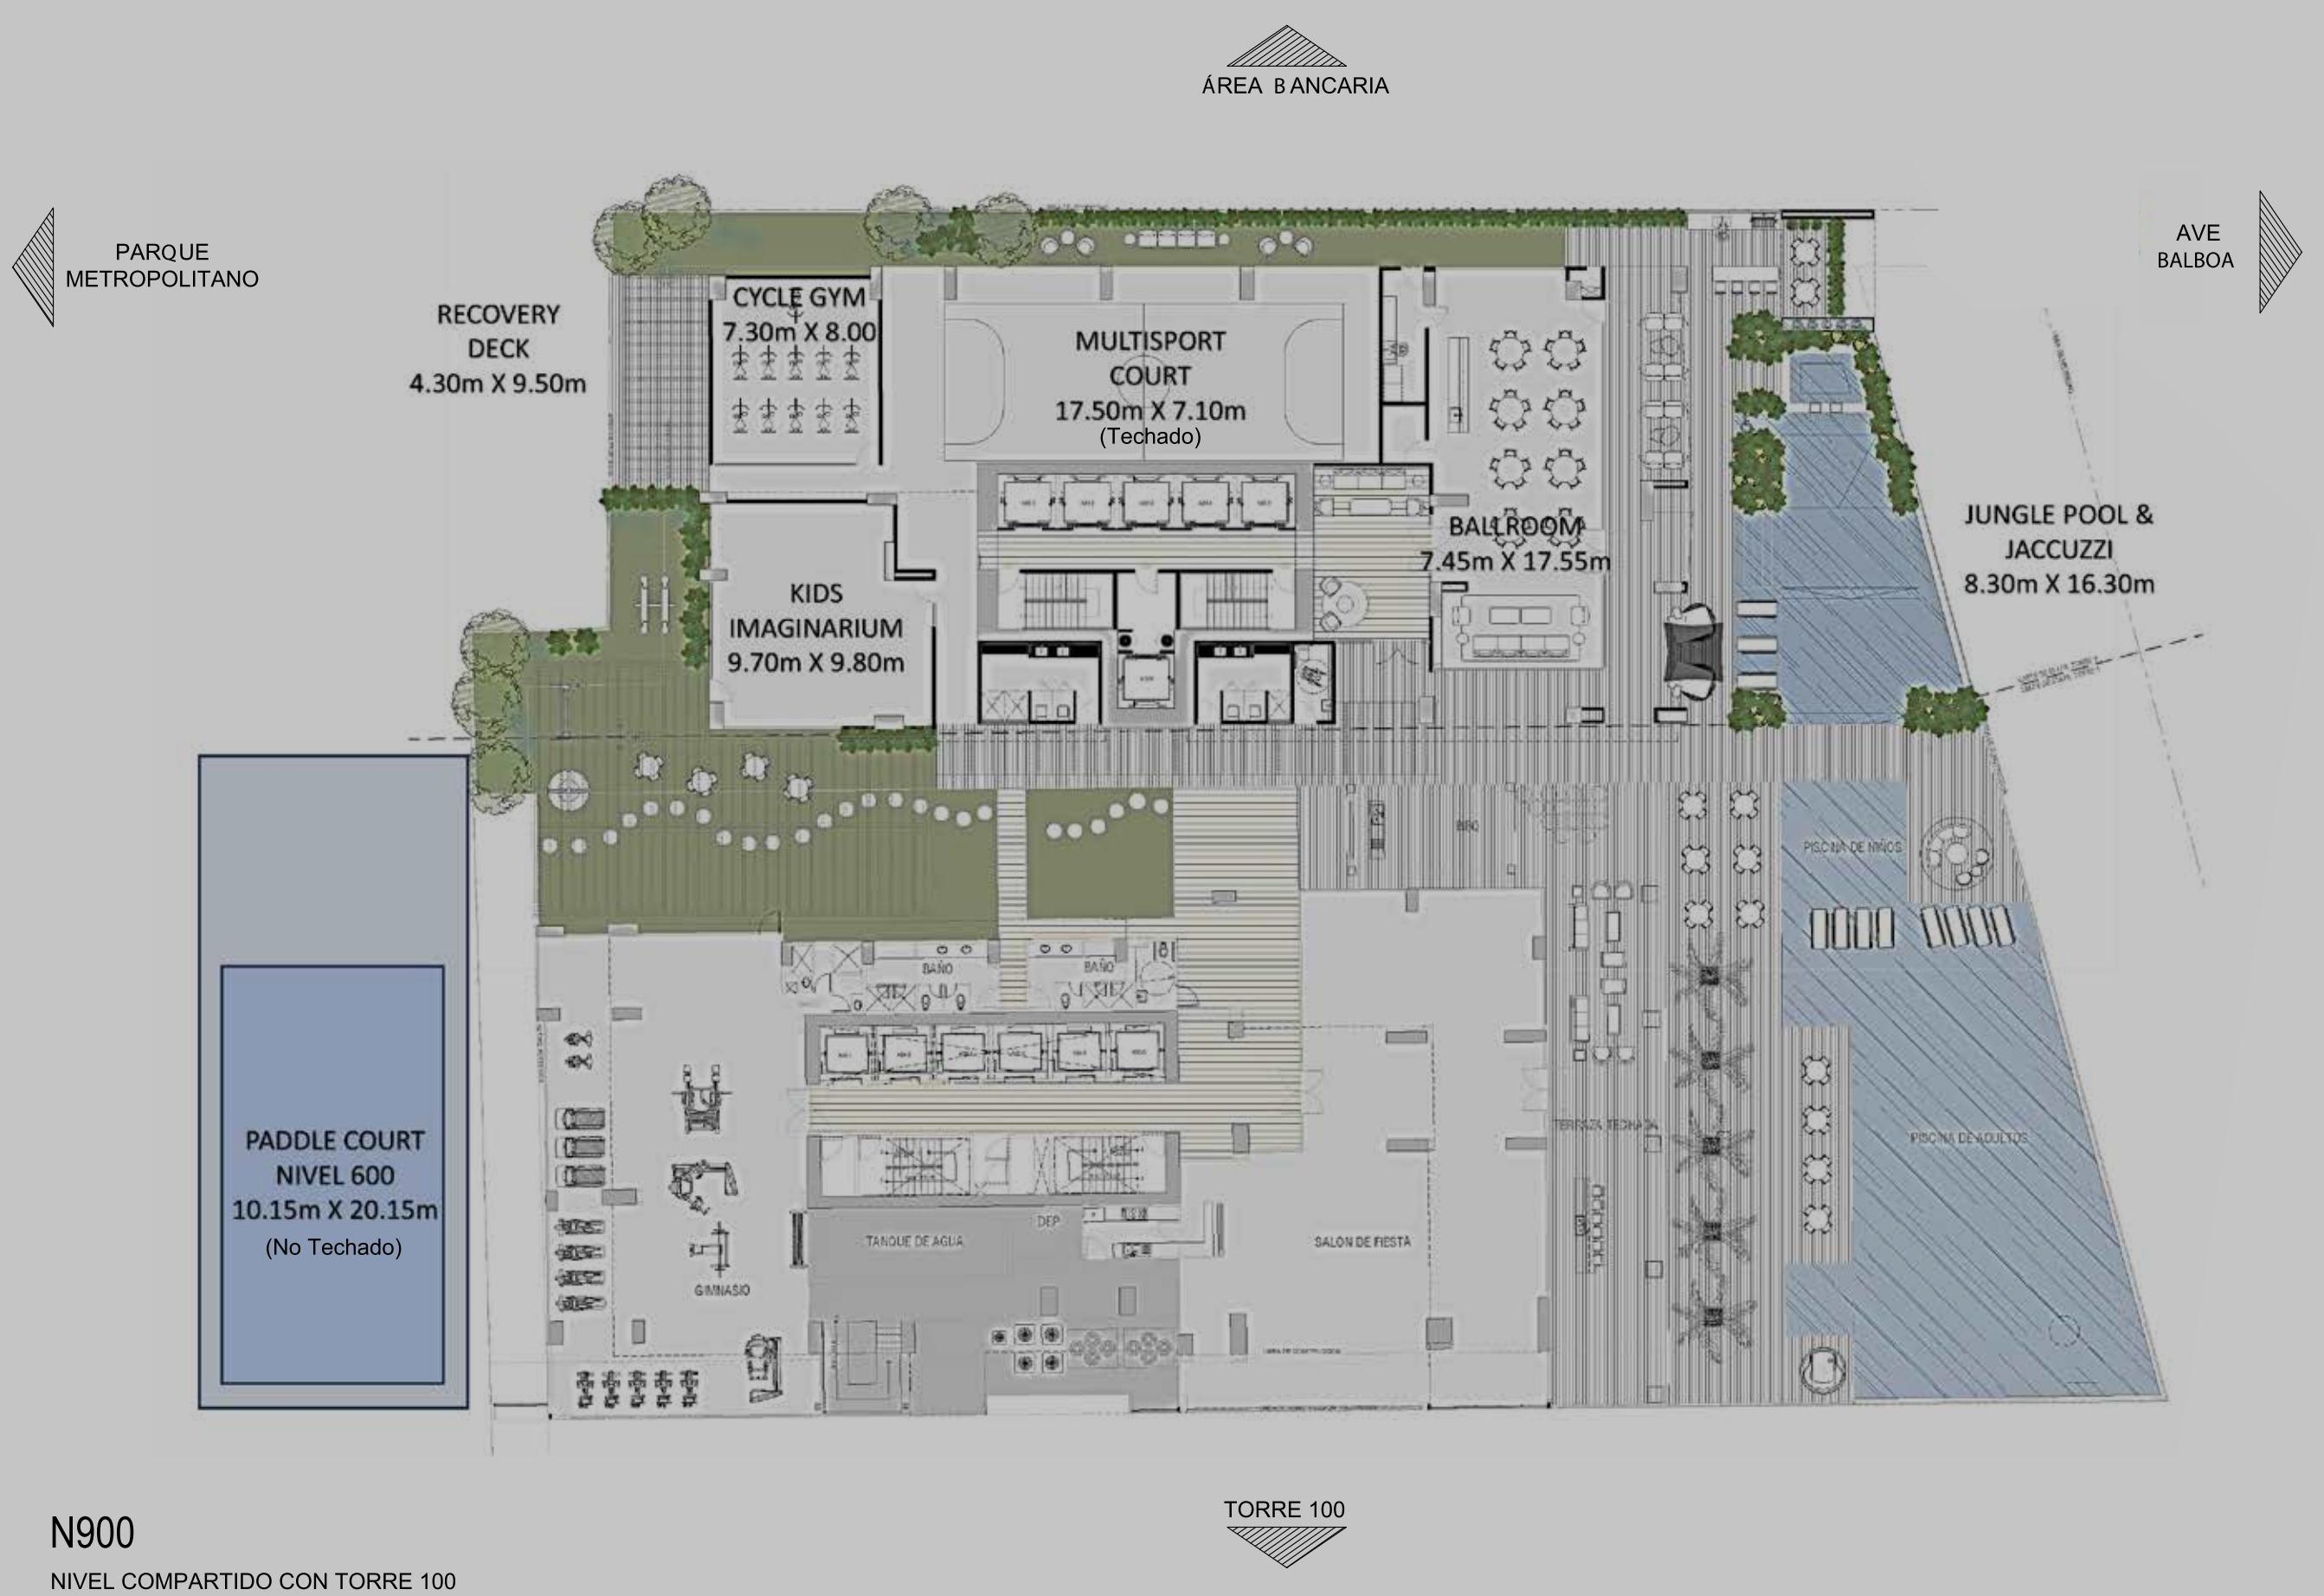 ÁREA BANCARIA
PARQUE
METROPOLITANO
AVE
BALBOA
RECOVERY
DECK
4.30m X 9.50m
CYCLE GYM
7.30m X 8.00
MULTISPORT
COURT
17.50m X 7.10m
(Techado)
BALLROOM
7.45m X 17.55m
JUNGLE POOL &
JACCUZZI
8.30m X 16.30m
KIDS
IMAGINARIUM
9.70m X 9.80m
BBQ
PISCINA DE NIÑOS
BAÑO
BAÑO
PADDLE COURT
NIVEL 600
10.15m X 20.15m
(No Techado)
TERRAZA TECHADA
PISCINA DE ADULTOS
DEP
TANQUE DE AGUA
SALON DE FIESTA
GIMNASIO
TORRE 100
N900
NIVEL COMPARTIDO CON TORRE 100